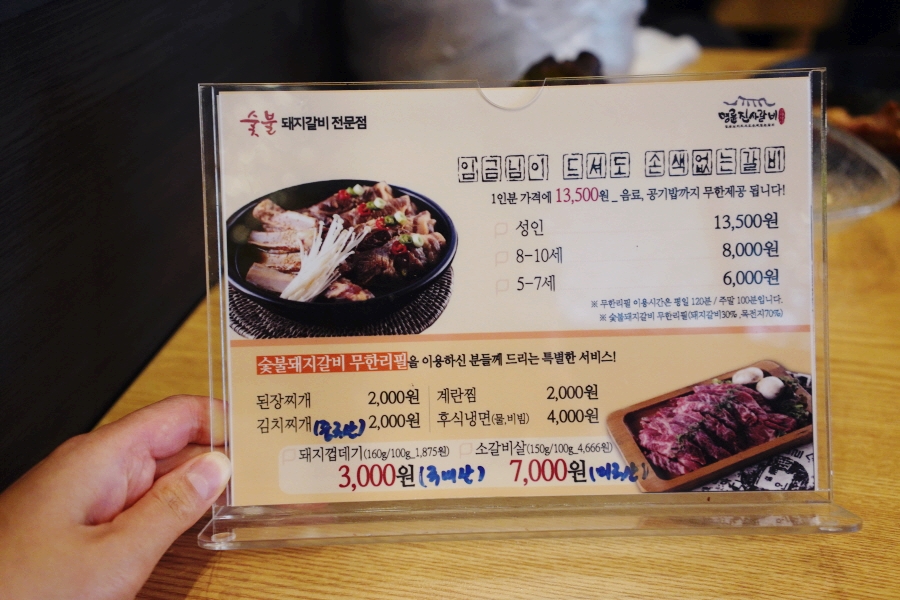 숯불 돼지갈비 전문점
명륜진사갈비
임금님이 드셔도 손색없는 갈비
1인분 가격에 13,500원_음료, 공기밥까지 무한제공 됩니다!
성인 13,500원
8-10세 8,000원
5-7세 6,000원
※ 무한리필 이용시간은 평일 120분 / 주말 100분입니다.
※ 숯불돼지갈비 무한리필(돼지갈비30%, 목전지70%)
숯불돼지갈비 무한리필을 이용하신 분들께 드리는 특별한 서비스!
된장찌개 2,000원 계란찜 2,000원
김치찌개 2,000원 후식냉면(물,비빔) 4,000원
돼지껍데기(160g/100g_1,875원) 소갈비살(150g/100g_4,666원)
3,000원(국내산) 7,000원(미국산)